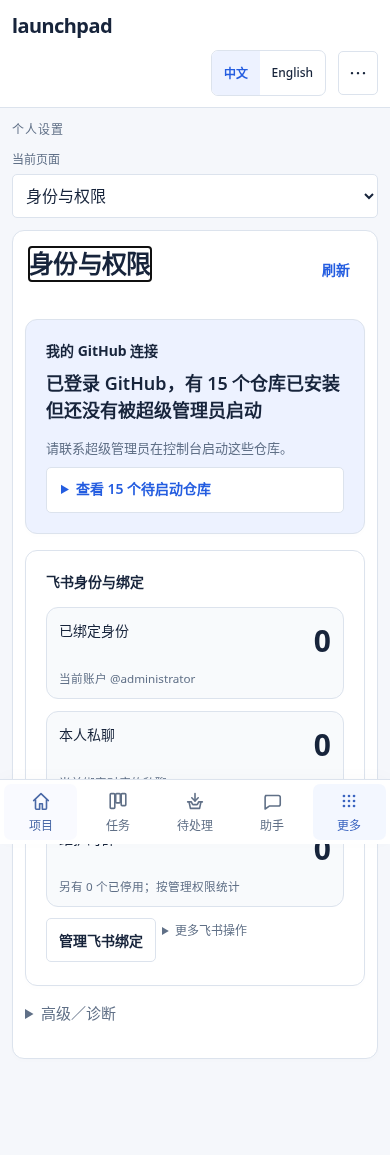 launchpad
中文
English
个人设置
当前页面
身份与权限
身份与权限
刷新
我的 GitHub 连接
已登录 GitHub，有 15 个仓库已安装
但还没有被超级管理员启动
请联系超级管理员在控制台启动这些仓库。
查看 15 个待启动仓库
飞书身份与绑定
已绑定身份
0
当前账户 @administrator
本人私聊
0
项目
任务
待处理
助手
更多
0
另有 0 个已停用；按管理权限统计
管理飞书绑定
更多飞书操作
高级／诊断